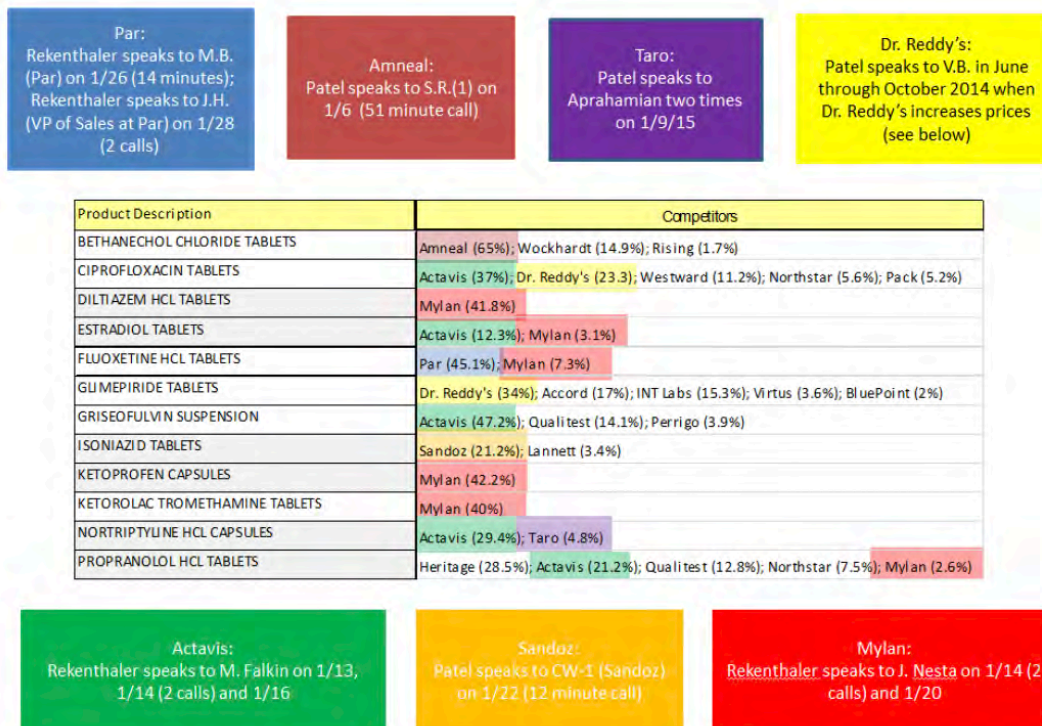 Par:
Rekenthaler speaks to M.B.
(Par) on 1/26 (14 minutes);
Rekenthaler speaks to J.H.
(VP of Sales at Par) on 1/28
(2 calls)
Amneal:
Patel speaks to S.R.(1) on
1/6 (51 minute call)
Taro:
Patel speaks to
Aprahamian two times
on 1/9/15
Dr. Reddy's:
Patel speaks to V.B. in June
through October 2014 when
Dr. Reddy's increases prices
(see below)
Product Description Competitors
BETHANECHOL CHLORIDE TABLETS Amneal (65%); Wockhardt (14.9%); Rising (1.7%)
CIPROFLOXACIN TABLETS Actavis (37%); Dr. Reddy's (23.3); Westward (11.2%); Northstar (5.6%); Pack (5.2%)
DILTIAZEM HCL TABLETS Mylan (41.8%)
ESTRADIOL TABLETS Actavis (12.3%); Mylan (3.1%)
FLUOXETINE HCL TABLETS Par (45.1%); Mylan (7.3%)
GLIMEPIRIDE TABLETS Dr. Reddy's (34%); Accord (17%); INT Labs (15.3%); Virtus (3.6%); BluePoint (2%)
GRISEOFULVIN SUSPENSION Actavis (47.2%); Qualitest (14.1%); Perrigo (3.9%)
ISONIAZID TABLETS Sandoz (21.2%); Lannett (3.4%)
KETOPROFEN CAPSULES Mylan (42.2%)
KETOROLAC TROMETHAMINE TABLETS Mylan (40%)
NORTRIPTYLINE HCL CAPSULES Actavis (29.4%); Taro (4.8%)
PROPRANOLOL HCL TABLETS Heritage (28.5%); Actavis (21.2%); Qualitest (12.8%); Northstar (7.5%); Mylan (2.6%)
Actavis:
Rekenthaler speaks to M. Falkin on 1/13,
1/14 (2 calls) and 1/16
Sandoz:
Patel speaks to CW-1 (Sandoz)
on 1/22 (12 minute call)
Mylan:
Rekenthaler speaks to J. Nesta on 1/14 (2
calls) and 1/20